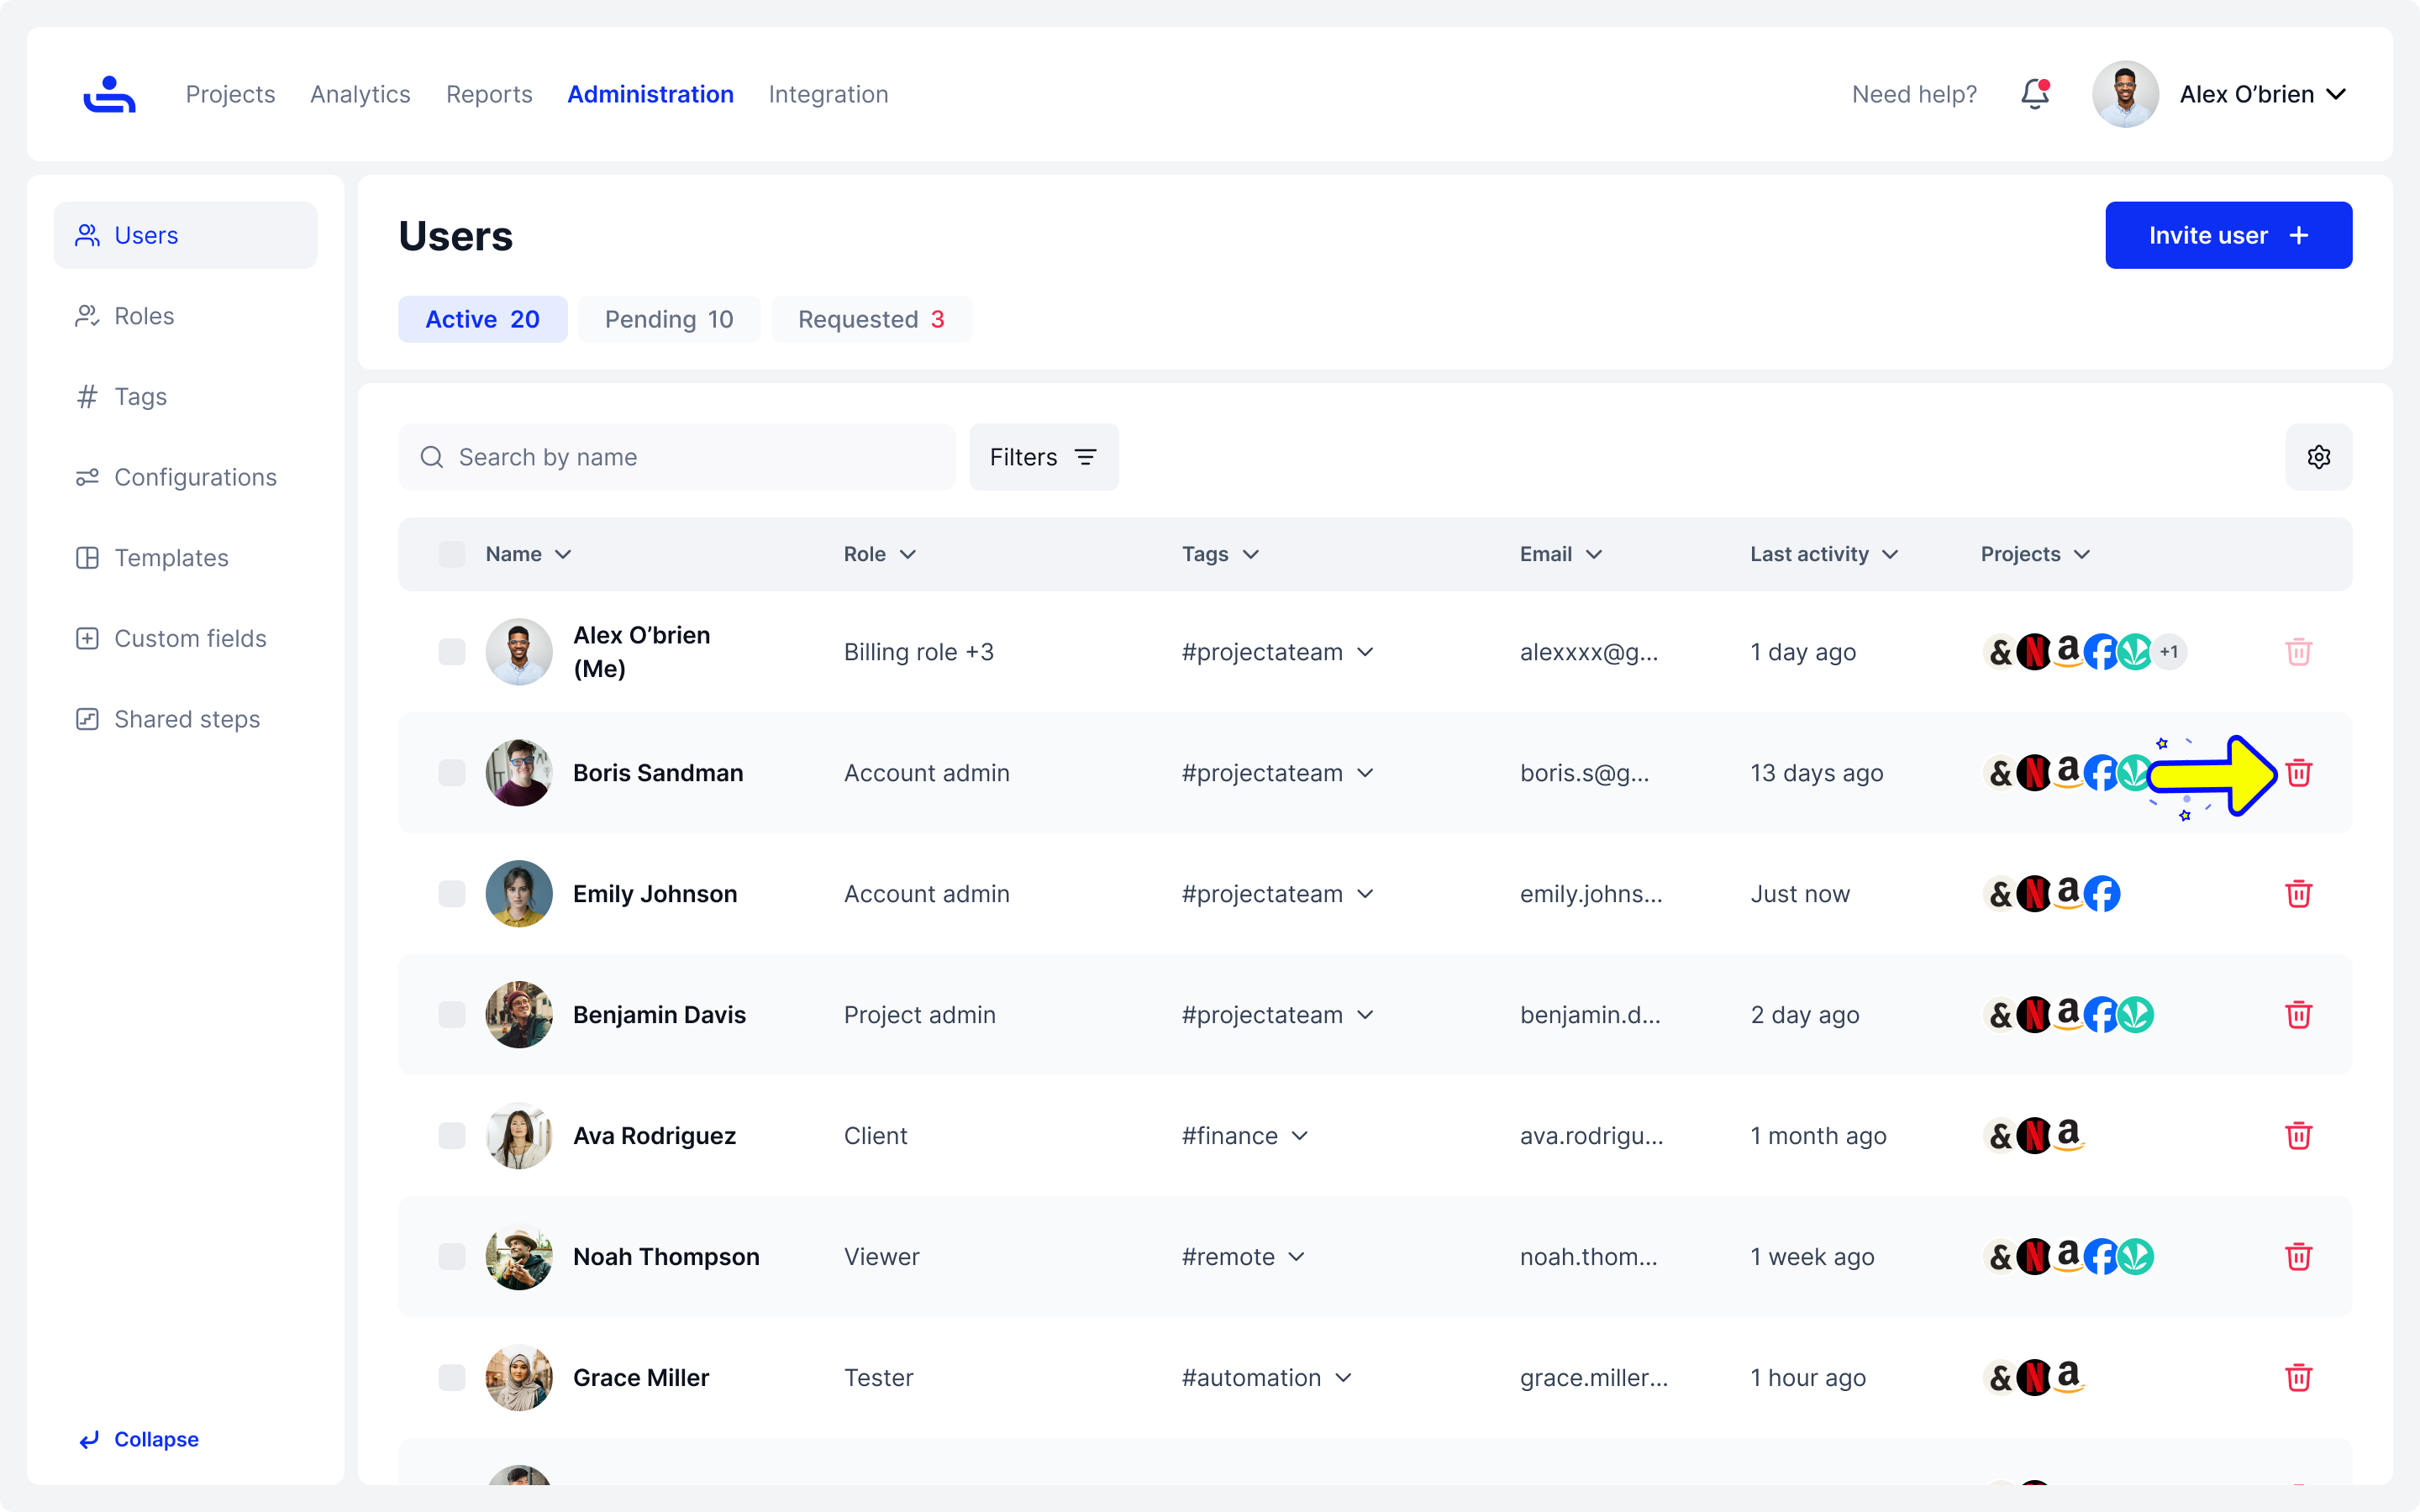 Projects Analytics Reports Administration Integration Need help? Alex O’brien
Users
Roles
Tags
Configurations
Templates
Custom fields
Shared steps
Collapse
Users
Invite user +
Active 20 Pending 10 Requested 3
Search by name
Filters
Name Role Tags Email Last activity Projects
Alex O’brien
(Me)
Billing role +3 #projectateam alexxxx@g... 1 day ago & N a f +1
Boris Sandman Account admin #projectateam boris.s@g... 13 days ago & N a f
Emily Johnson Account admin #projectateam emily.johns... Just now & N a f
Benjamin Davis Project admin #projectateam benjamin.d... 2 day ago & N a f
Ava Rodriguez Client #finance ava.rodrigu... 1 month ago & N a
Noah Thompson Viewer #remote noah.thom... 1 week ago & N a f
Grace Miller Tester #automation grace.miller... 1 hour ago & N a